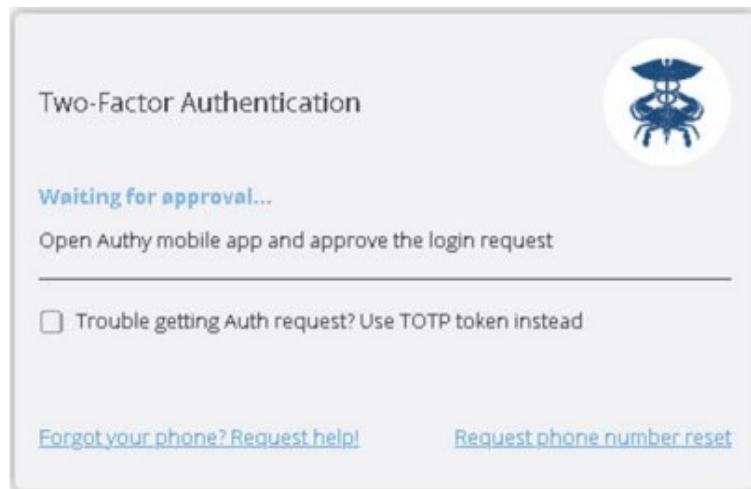 Two-Factor Authentication
Waiting for approval...
Open Authy mobile app and approve the login request
Trouble getting Auth request? Use TOTP token instead
Forgot your phone? Request help!
Request phone number reset